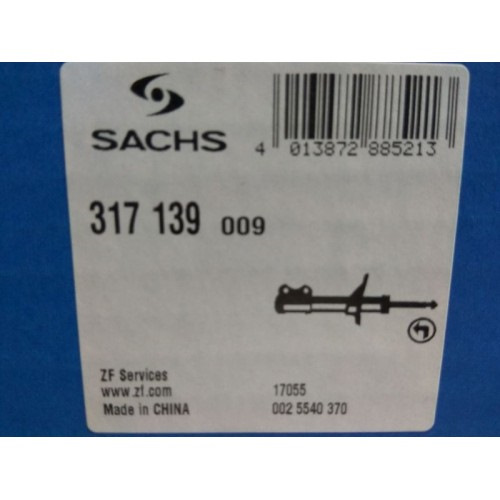 SACHS
4 013872 885213
317 139 009
ZF Services
www.zf.com
Made in CHINA
17055
002 5540 370